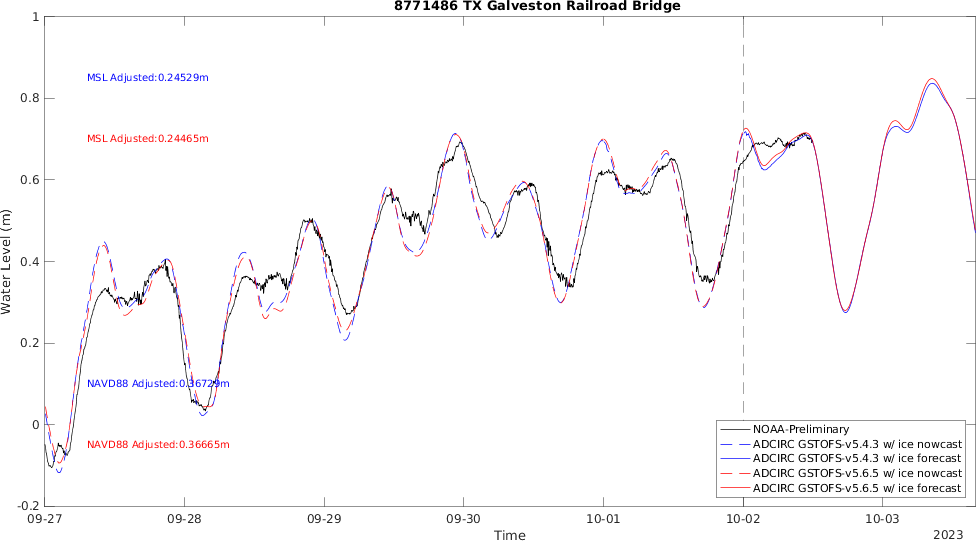 8771486 TX Galveston Railroad Bridge
Water Level (m)
1
0.8
0.6
0.4
0.2
0
-0.2
MSL Adjusted:0.24529m
MSL Adjusted:0.24465m
NAVD88 Adjusted:0.36729m
NAVD88 Adjusted:0.36665m
NOAA-Preliminary
ADCIRC GSTOFS-v5.4.3 w/ ice nowcast
ADCIRC GSTOFS-v5.4.3 w/ ice forecast
ADCIRC GSTOFS-v5.6.5 w/ ice nowcast
ADCIRC GSTOFS-v5.6.5 w/ ice forecast
09-27 09-28 09-29 09-30 10-01 10-02 10-03
Time
2023